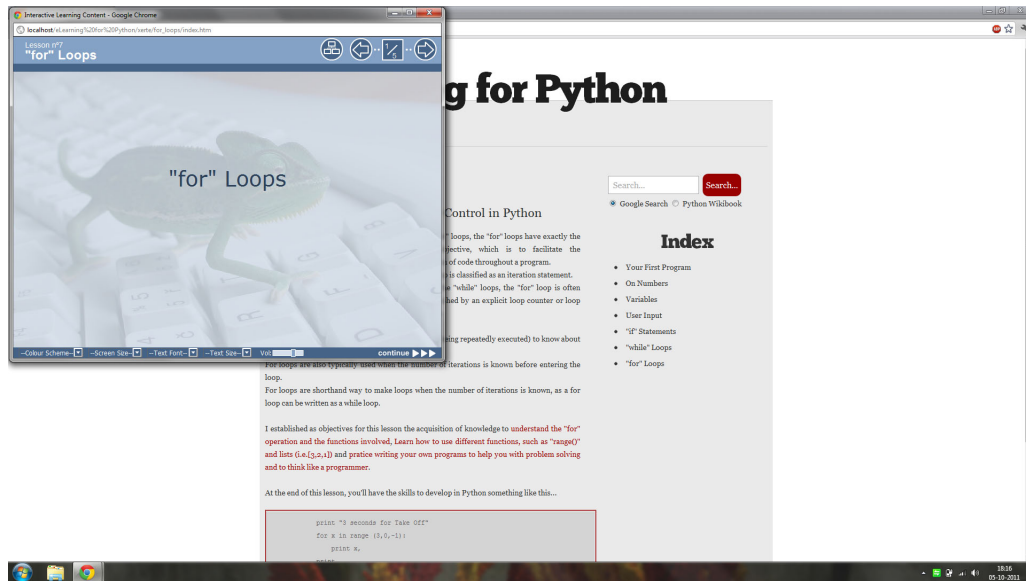 Interactive Learning Content - Google Chrome
localhost/eLearning%20for%20Python/xerte/for_loops/index.htm
Lesson nº7
"for" Loops
1/5
"for" Loops
--Colour Scheme-- --Screen Size-- --Text Font-- --Text Size-- Vol:
continue
g for Python
Control in Python
loops, the "for" loops have exactly the
which is to facilitate the
of code throughout a program.
is classified as an iteration statement.
"while" loops, the "for" loop is often
by an explicit loop counter or loop
repeatedly executed) to know about
For loops are also typically used when the number of iterations is known before entering the
loop.
For loops are shorthand way to make loops when the number of iterations is known, as a for
loop can be written as a while loop.
I established as objectives for this lesson the acquisition of knowledge to understand the "for"
operation and the functions involved, Learn how to use different functions, such as "range()"
and lists (i.e.[3,2,1]) and pratice writing your own programs to help you with problem solving
and to think like a programmer.
At the end of this lesson, you'll have the skills to develop in Python something like this...
print "3 seconds for Take Off"
for x in range (3,0,-1):
print x,
print
Search... Search...
Google Search Python Wikibook
Index
Your First Program
On Numbers
Variables
User Input
"if" Statements
"while" Loops
"for" Loops
18:16
05-10-2011